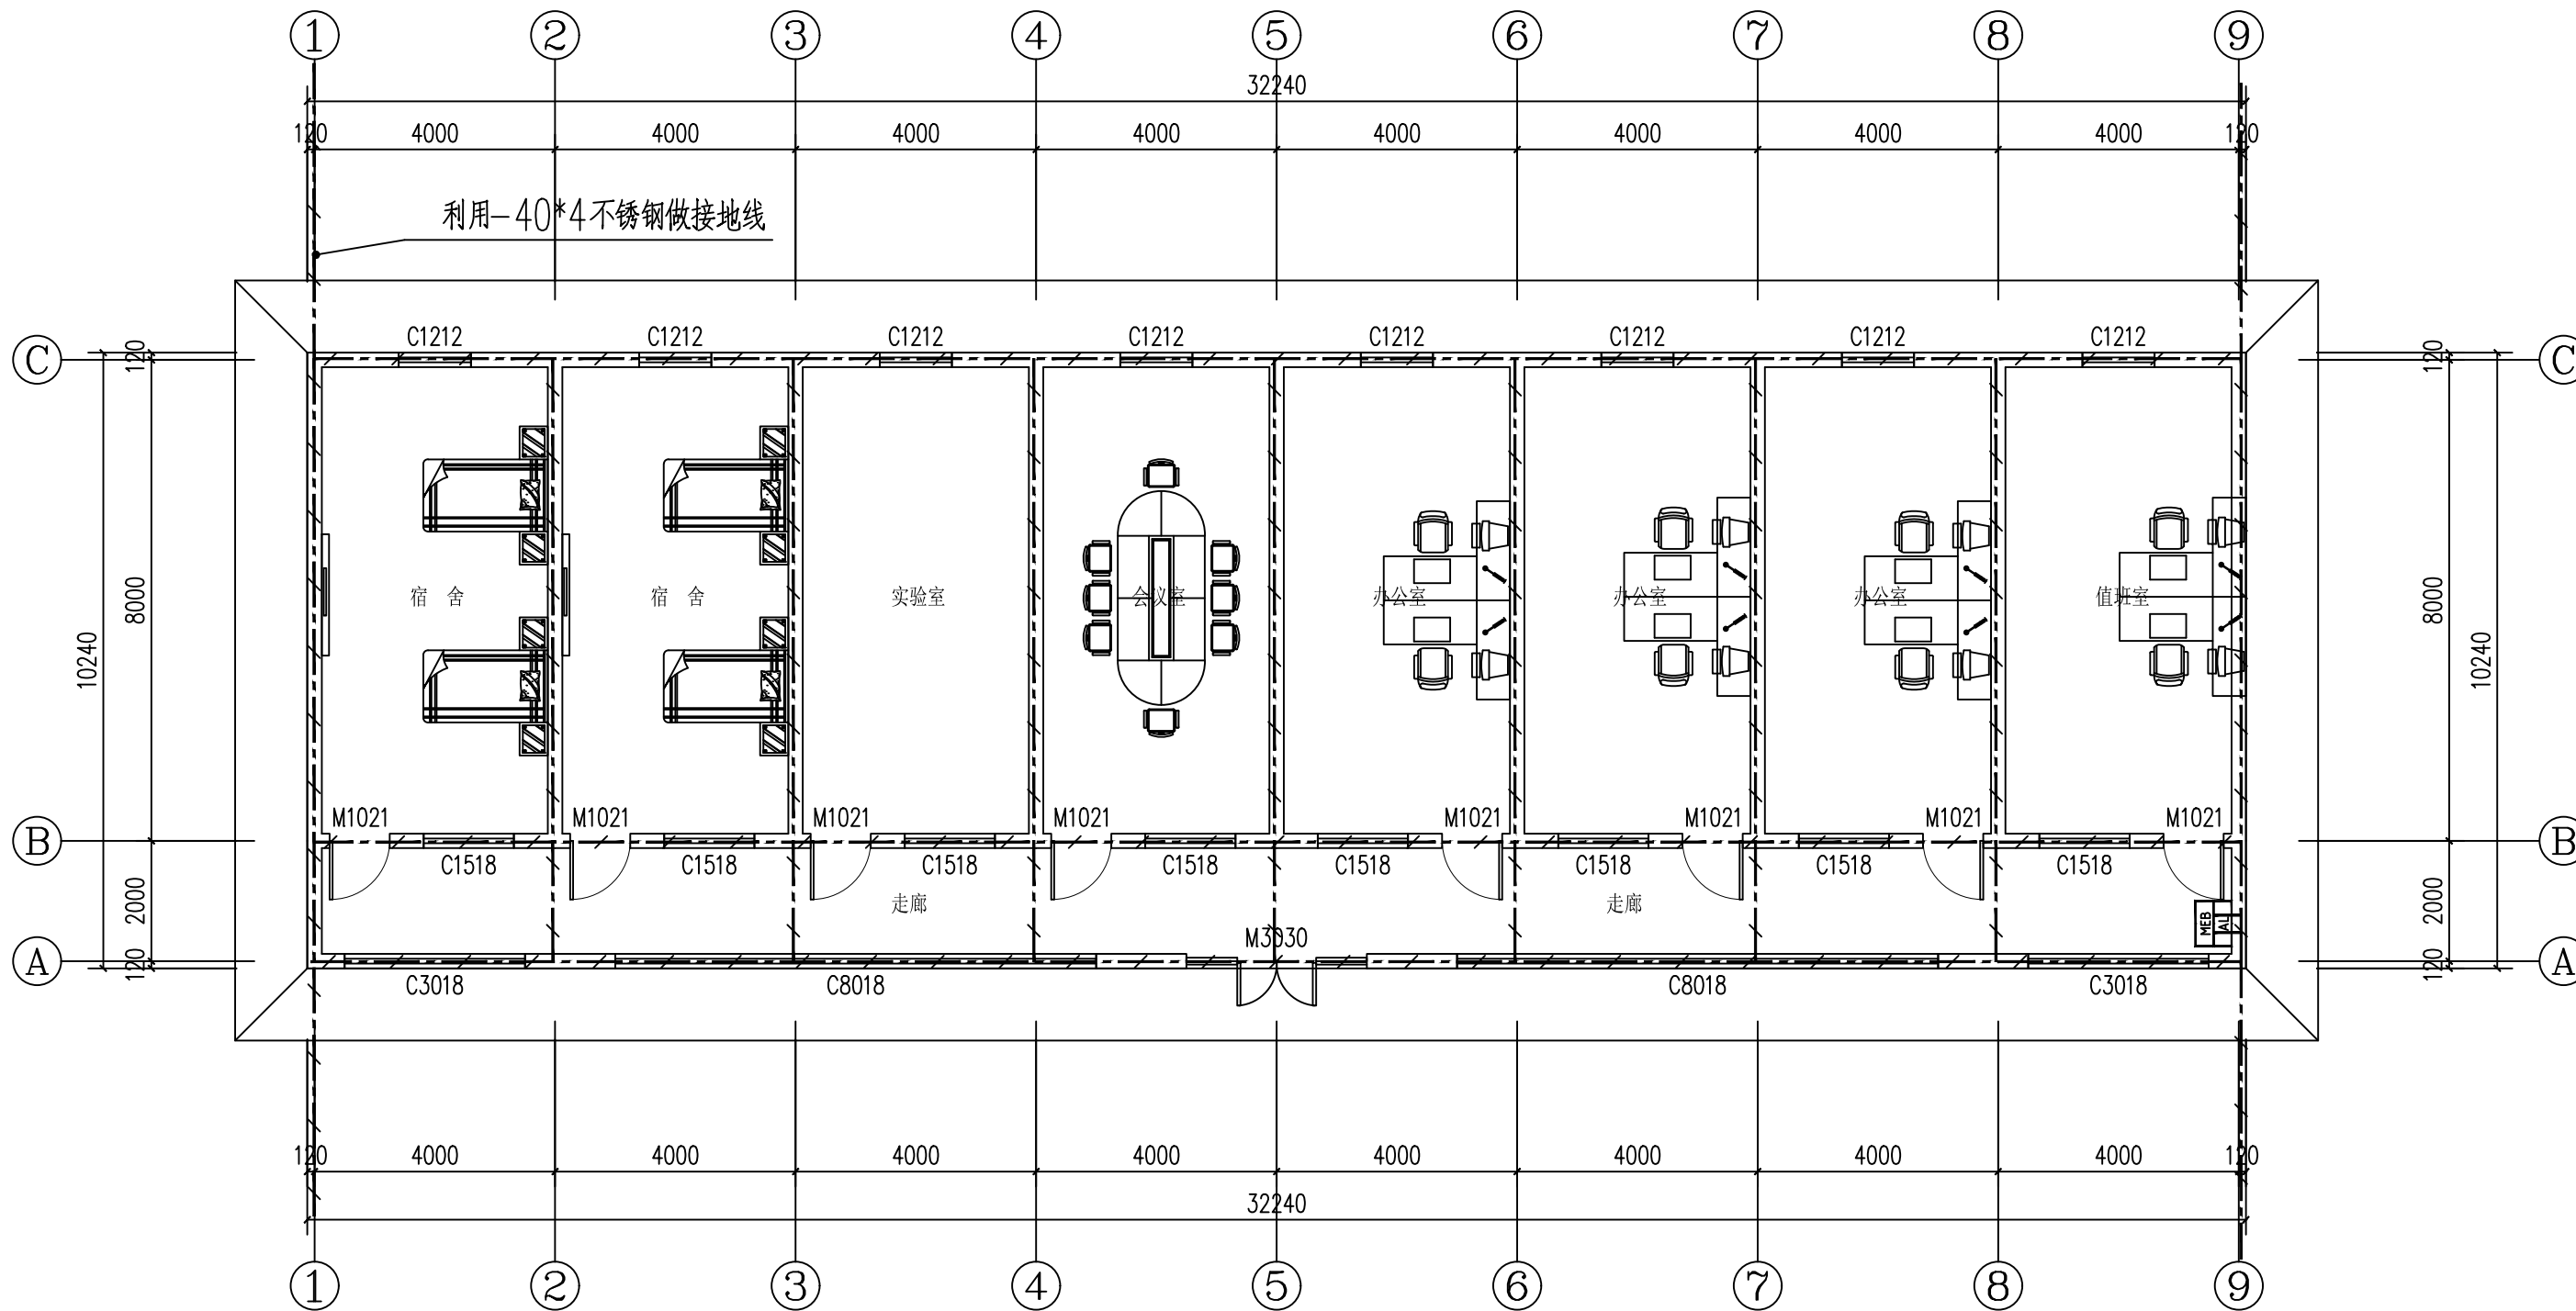 1 2 3 4 5 6 7 8 9
32240
120 4000 4000 4000 4000 4000 4000 4000 4000 120
利用-40*4不锈钢做接地线
C1212 C1212 C1212 C1212 C1212 C1212 C1212 C1212
C 120 120 C
宿 舍 宿 舍 实验室 会议室 办公室 办公室 办公室 值班室
10240 8000 8000 10240
M1021 M1021 M1021 M1021 M1021 M1021 M1021 M1021
B B
C1518 C1518 C1518 C1518 C1518 C1518 C1518 C1518
2000 走廊 走廊 2000
MEB AL
M3030
A 120 120 A
C3018 C8018 C8018 C3018
120 4000 4000 4000 4000 4000 4000 4000 4000 120
32240
1 2 3 4 5 6 7 8 9